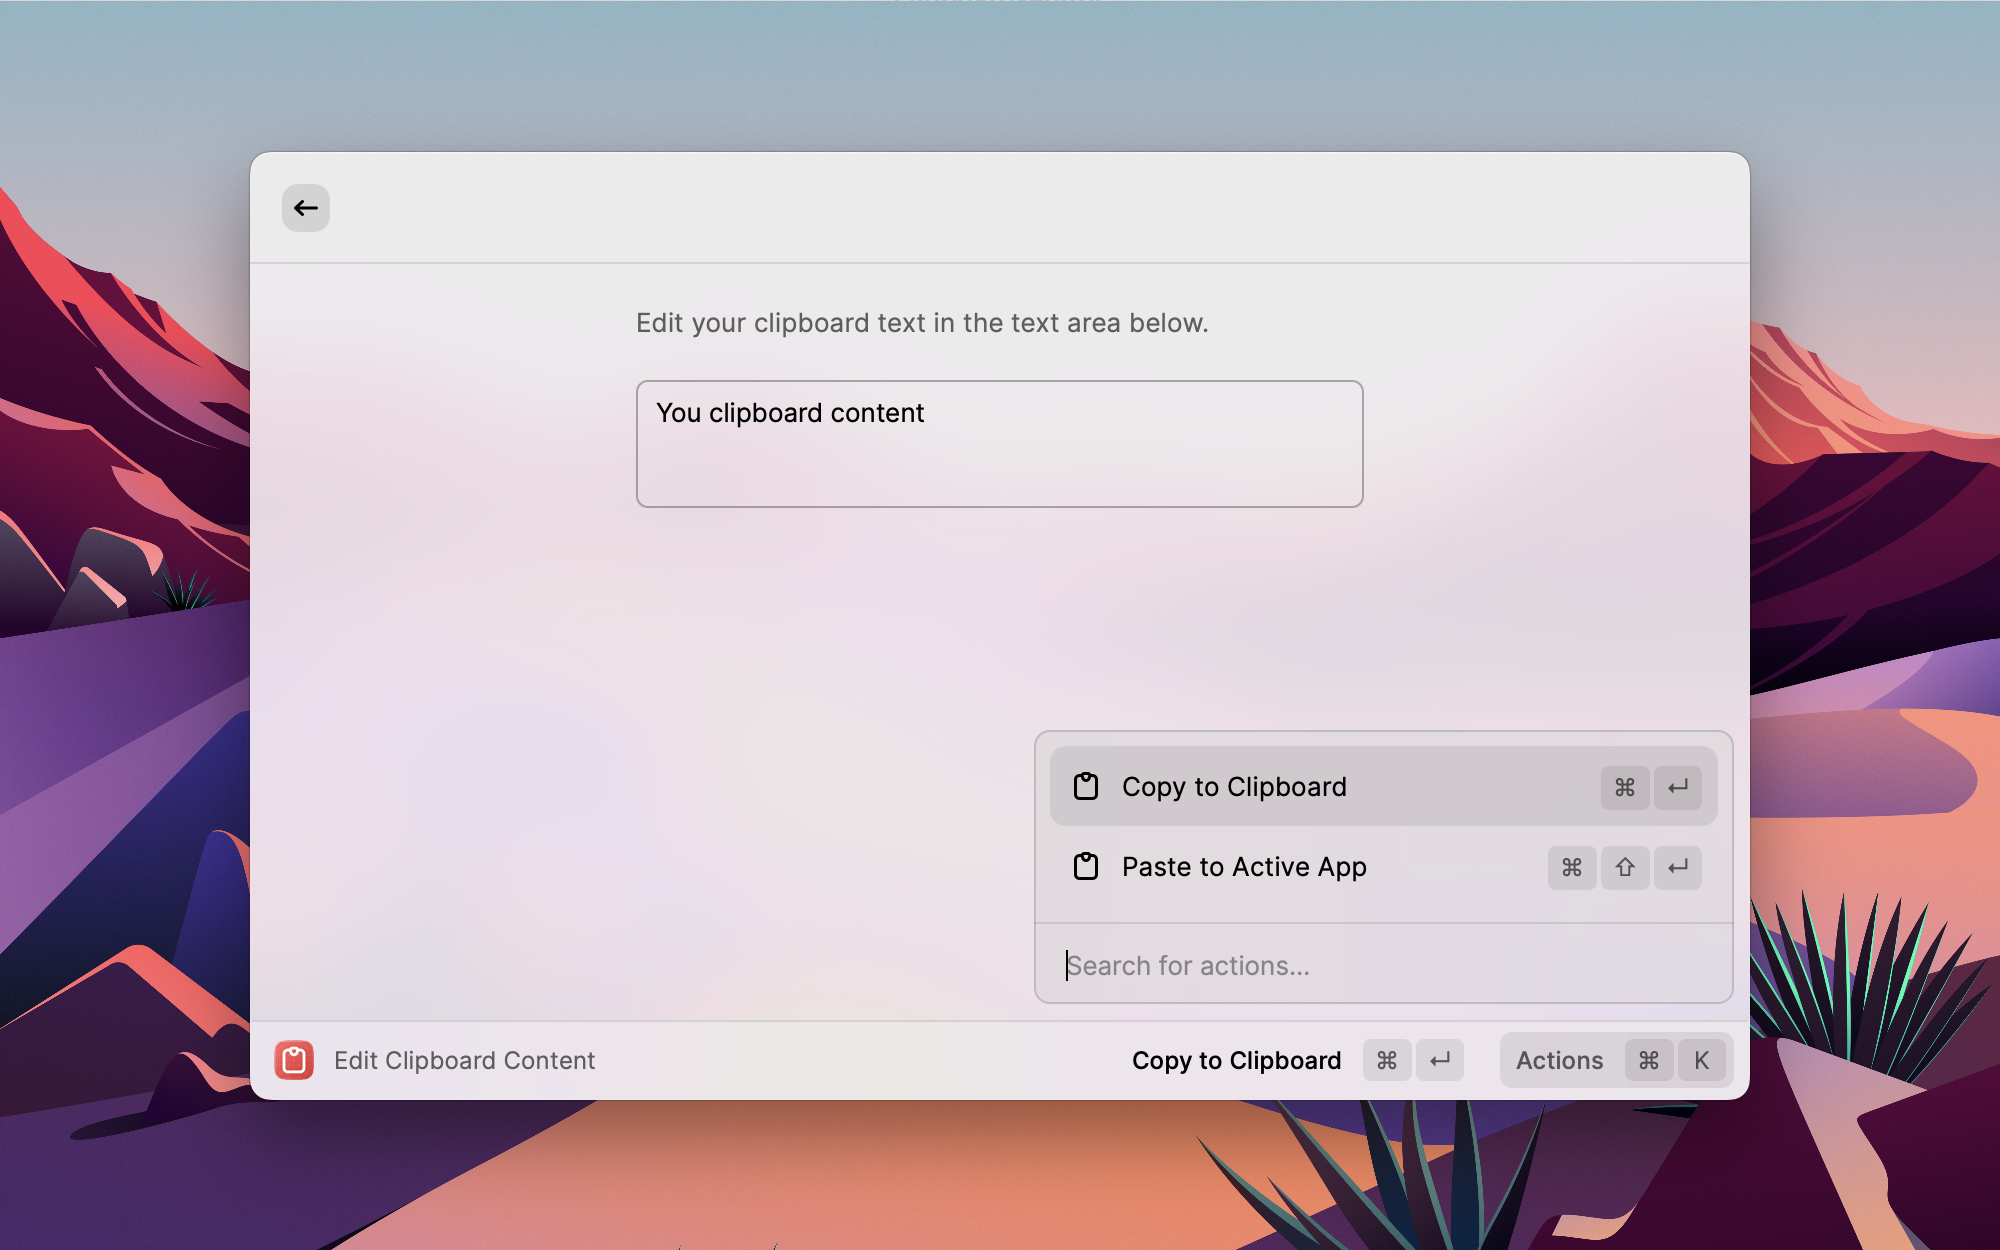 Edit your clipboard text in the text area below.
You clipboard content
Copy to Clipboard ⌘ ↵
Paste to Active App ⌘ ⇧ ↵
Search for actions...
Edit Clipboard Content Copy to Clipboard ⌘ ↵ Actions ⌘ K